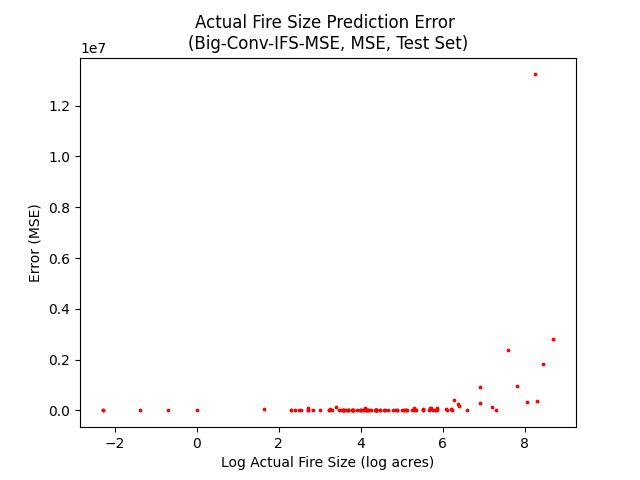 Actual Fire Size Prediction Error
(Big-Conv-IFS-MSE, MSE, Test Set)
1e7
1.2
1.0
0.8
0.6
0.4
0.2
0.0
Error (MSE)
−2
0
2
4
6
8
Log Actual Fire Size (log acres)